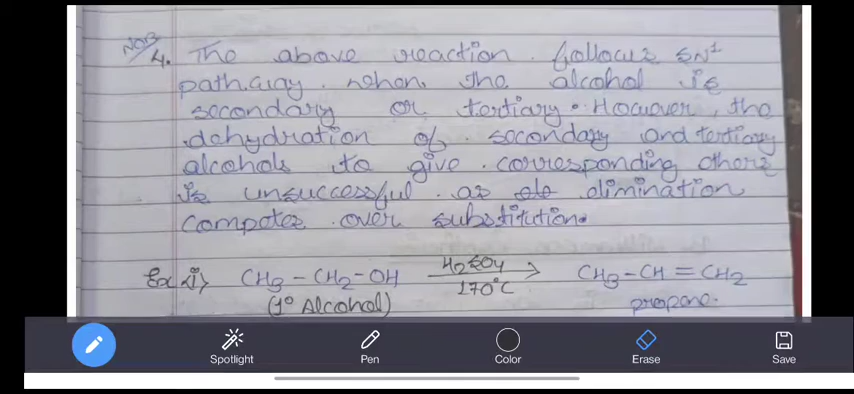 NOB/4. The above reaction follows SN¹
pathway when the alcohol is
secondary or tertiary. However, the
dehydration of secondary and tertiary
alcohols to give corresponding ethers
is unsuccessful as elimination
competes over substitution.
Ex (i) CH3 – CH2 – OH H2SO4 170°C → CH3 – CH = CH2
(1° Alcohol) propene.
Spotlight Pen Color Erase Save